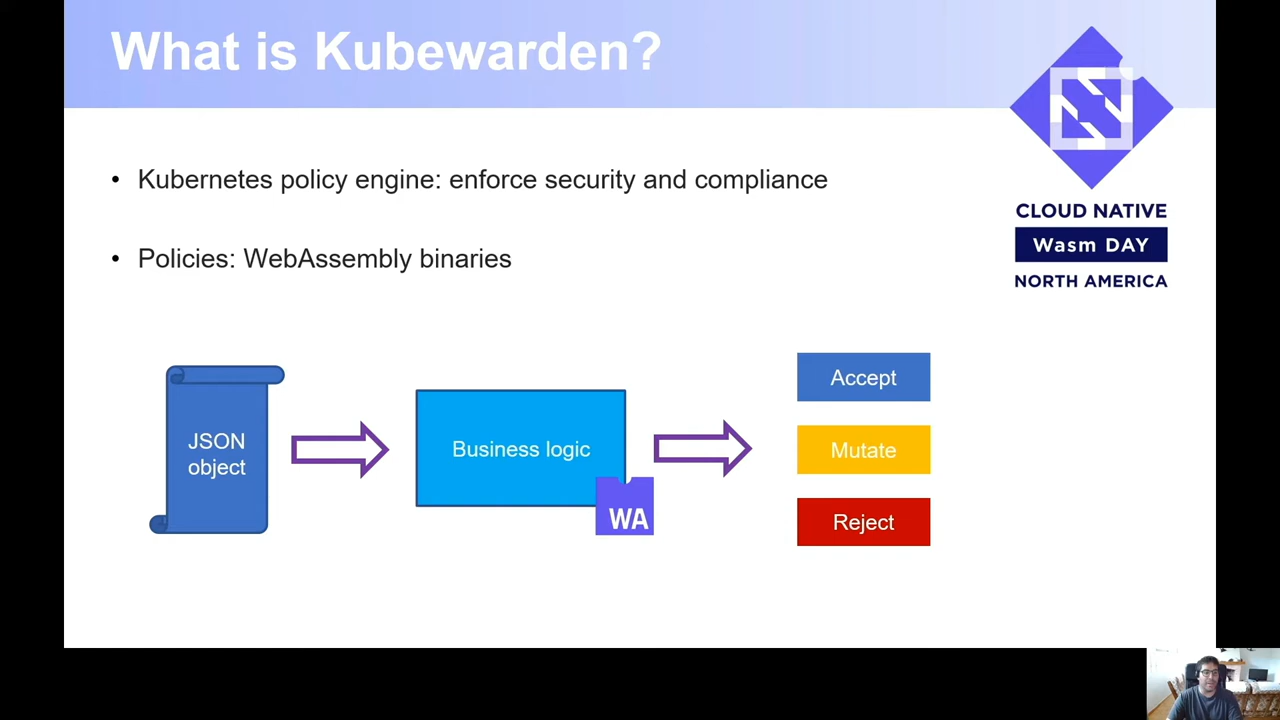 What is Kubewarden?
• Kubernetes policy engine: enforce security and compliance
• Policies: WebAssembly binaries
CLOUD NATIVE
Wasm DAY
NORTH AMERICA
JSON
object
Business logic
WA
Accept
Mutate
Reject